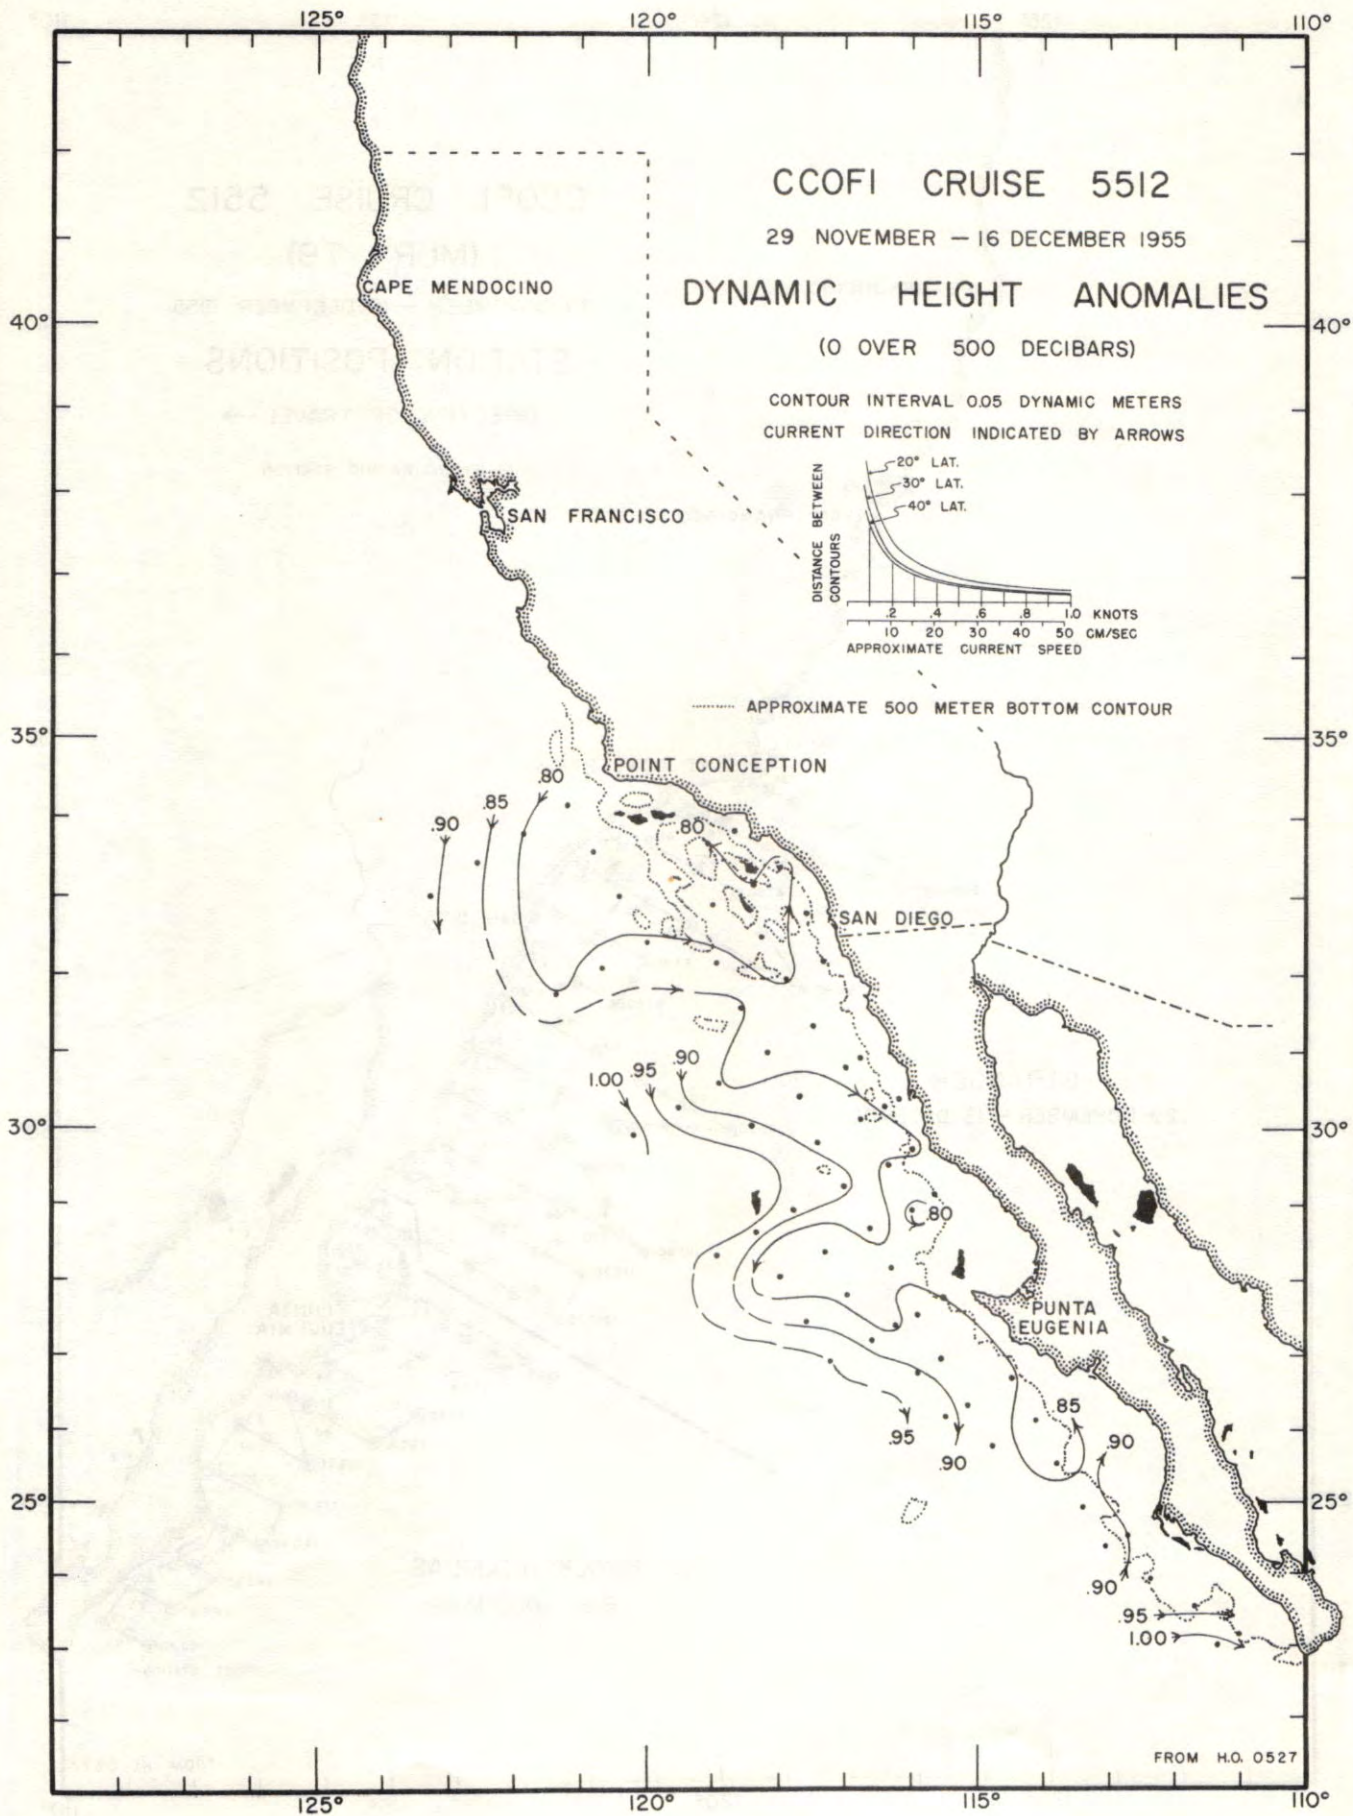 125° 120° 115° 110°
CCOFI CRUISE 5512
29 NOVEMBER — 16 DECEMBER 1955
DYNAMIC HEIGHT ANOMALIES
(0 OVER 500 DECIBARS)
CONTOUR INTERVAL 0.05 DYNAMIC METERS
CURRENT DIRECTION INDICATED BY ARROWS
CAPE MENDOCINO
40° 40°
20° LAT.
30° LAT.
40° LAT.
DISTANCE BETWEEN
CONTOURS
.2 .4 .6 .8 1.0 KNOTS
10 20 30 40 50 CM/SEC
APPROXIMATE CURRENT SPEED
SAN FRANCISCO
APPROXIMATE 500 METER BOTTOM CONTOUR
35° 35°
POINT CONCEPTION
.80
.85
.90
.80
SAN DIEGO
.90
.95
1.00
30° 30°
.80
PUNTA
EUGENIA
.85
.95
.90
.90
25° 25°
.90
.95
1.00
FROM H.O. 0527
125° 120° 115° 110°